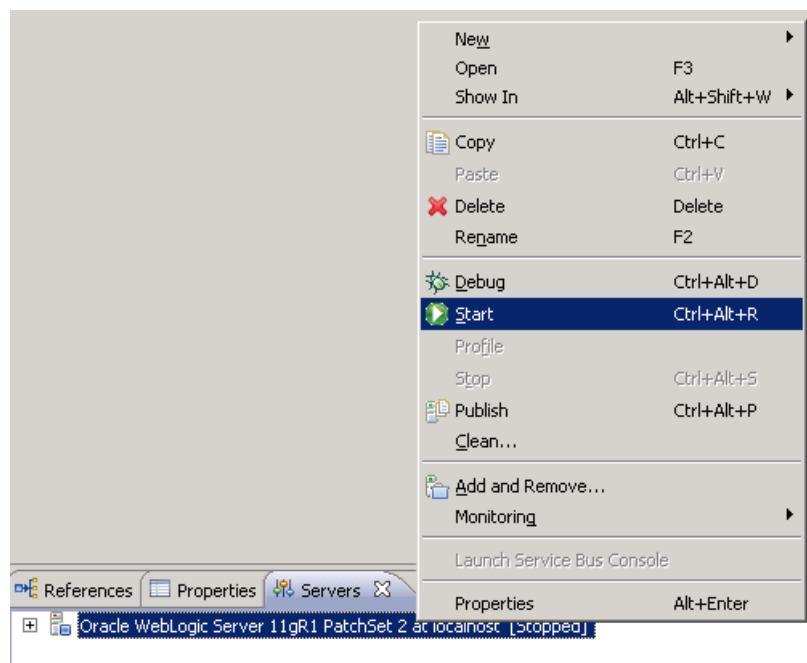 New
Open F3
Show In Alt+Shift+W
Copy Ctrl+C
Paste Ctrl+V
Delete Delete
Rename F2
Debug Ctrl+Alt+D
Start Ctrl+Alt+R
Profile
Stop Ctrl+Alt+S
Publish Ctrl+Alt+P
Clean...
Add and Remove...
Monitoring
Launch Service Bus Console
Properties Alt+Enter
References Properties Servers
Oracle WebLogic Server 11gR1 PatchSet 2 at localhost [Stopped]